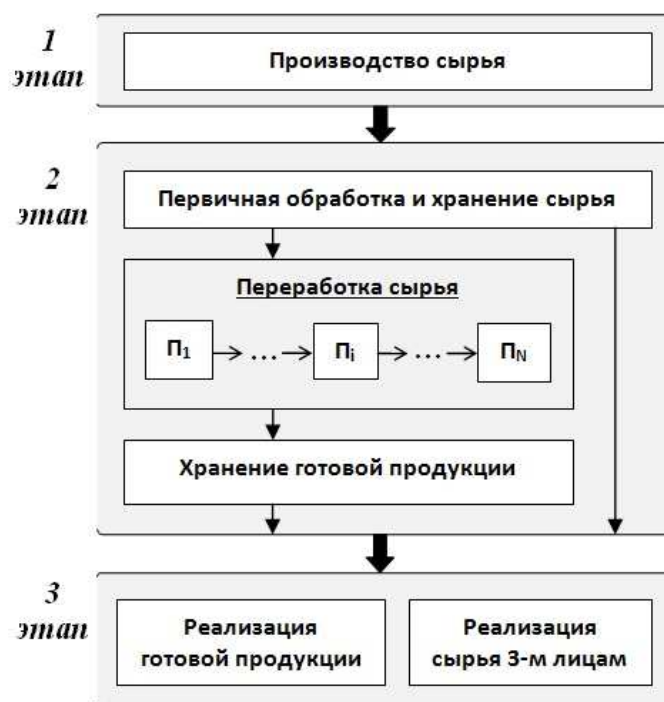 1
этап
Производство сырья
2
этап
Первичная обработка и хранение сырья
Переработка сырья
П₁ ... Пᵢ ... П_N
Хранение готовой продукции
3
этап
Реализация
готовой продукции
Реализация
сырья 3-м лицам